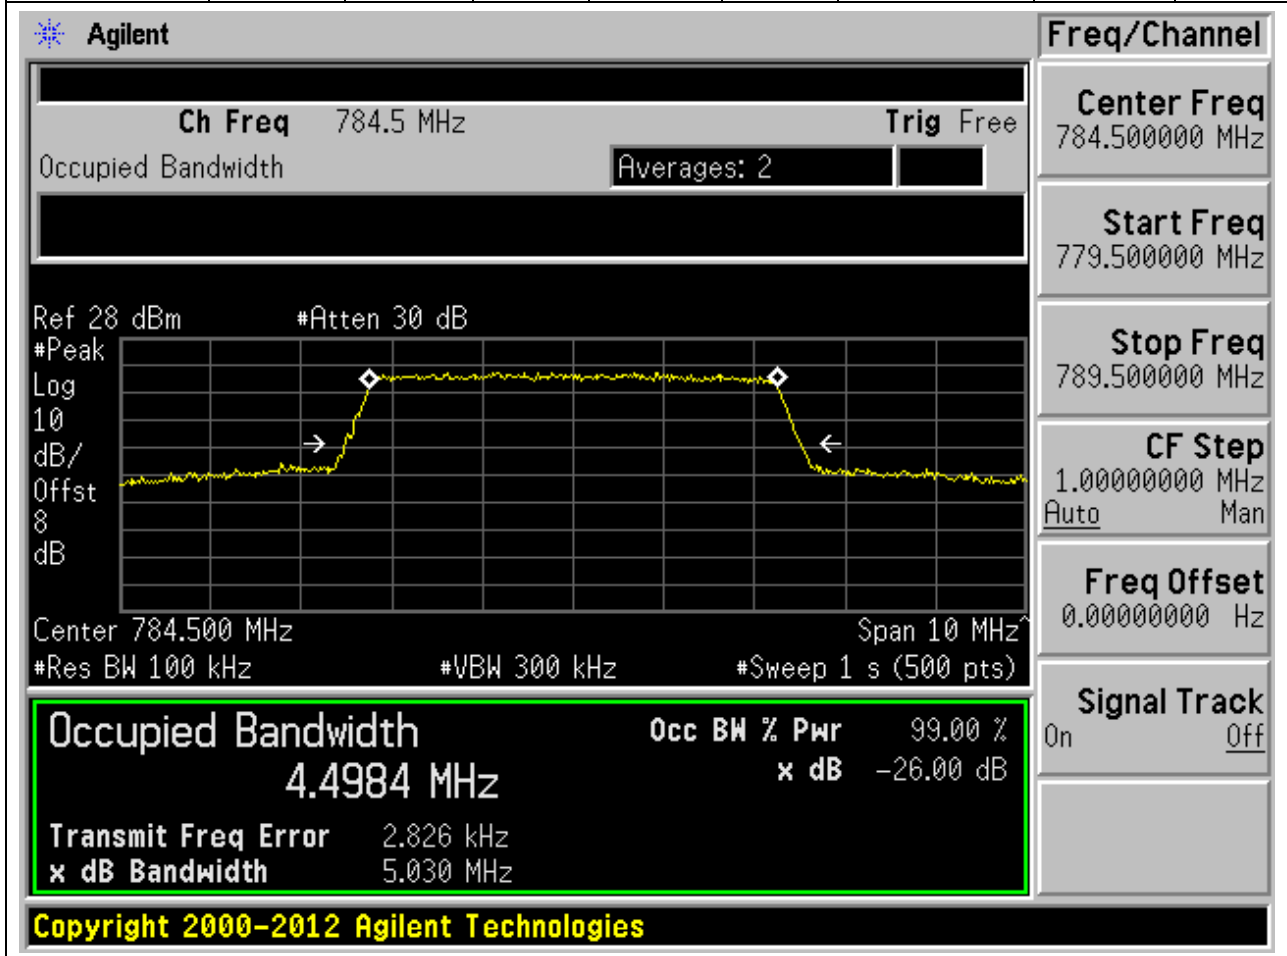 Agilent
Freq/Channel
Ch Freq 784.5 MHz Trig Free
Occupied Bandwidth Averages: 2
Center Freq
784.500000 MHz
Start Freq
779.500000 MHz
Stop Freq
789.500000 MHz
CF Step
1.00000000 MHz
Auto Man
Freq Offset
0.00000000 Hz
Signal Track
On Off
Ref 28 dBm #Atten 30 dB
#Peak
Log
10
dB/
Offst
8
dB
Center 784.500 MHz Span 10 MHz^
#Res BW 100 kHz #VBW 300 kHz #Sweep 1 s (500 pts)
Occupied Bandwidth
4.4984 MHz
Occ BW % Pwr 99.00 %
x dB -26.00 dB
Transmit Freq Error 2.826 kHz
x dB Bandwidth 5.030 MHz
Copyright 2000-2012 Agilent Technologies